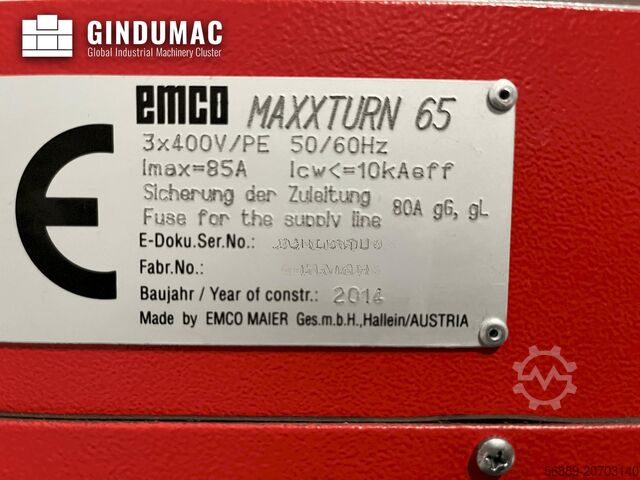 GINDUMAC
Global Industrial Machinery Cluster
emco MAXXTURN 65
3x400V/PE 50/60Hz
Imax=85A Icw<=10kAeff
Sicherung der Zuleitung
Fuse for the supply line 80A gG, gL
E-Doku.Ser.No.:
Fabr.No.:
Baujahr / Year of constr.: 2014
Made by EMCO MAIER Ges.m.b.H.,Hallein/AUSTRIA
CE
56889-20703140